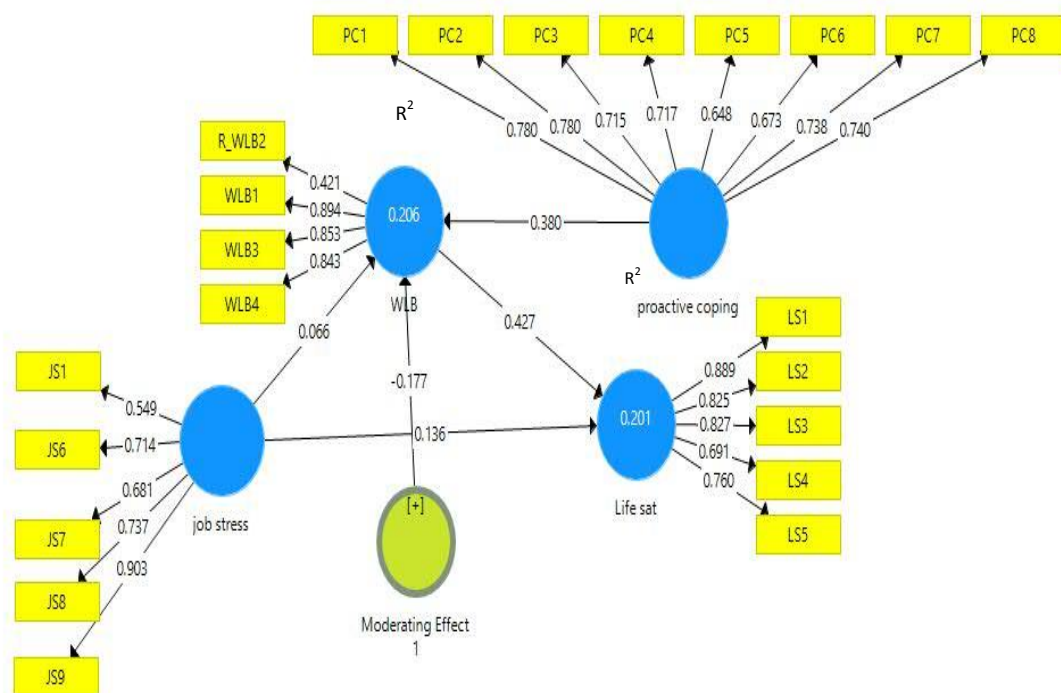 PC1
PC2
PC3
PC4
PC5
PC6
PC7
PC8
R²
0.780
0.780
0.715
0.717
0.648
0.673
0.738
0.740
R_WLB2
WLB1
WLB3
WLB4
0.421
0.894
0.853
0.843
0.206
WLB
0.380
R²
proactive coping
0.066
0.427
-0.177
0.136
JS1
JS6
JS7
JS8
JS9
0.549
0.714
0.681
0.737
0.903
job stress
[+]
Moderating Effect
1
0.201
Life sat
0.889
0.825
0.827
0.691
0.760
LS1
LS2
LS3
LS4
LS5